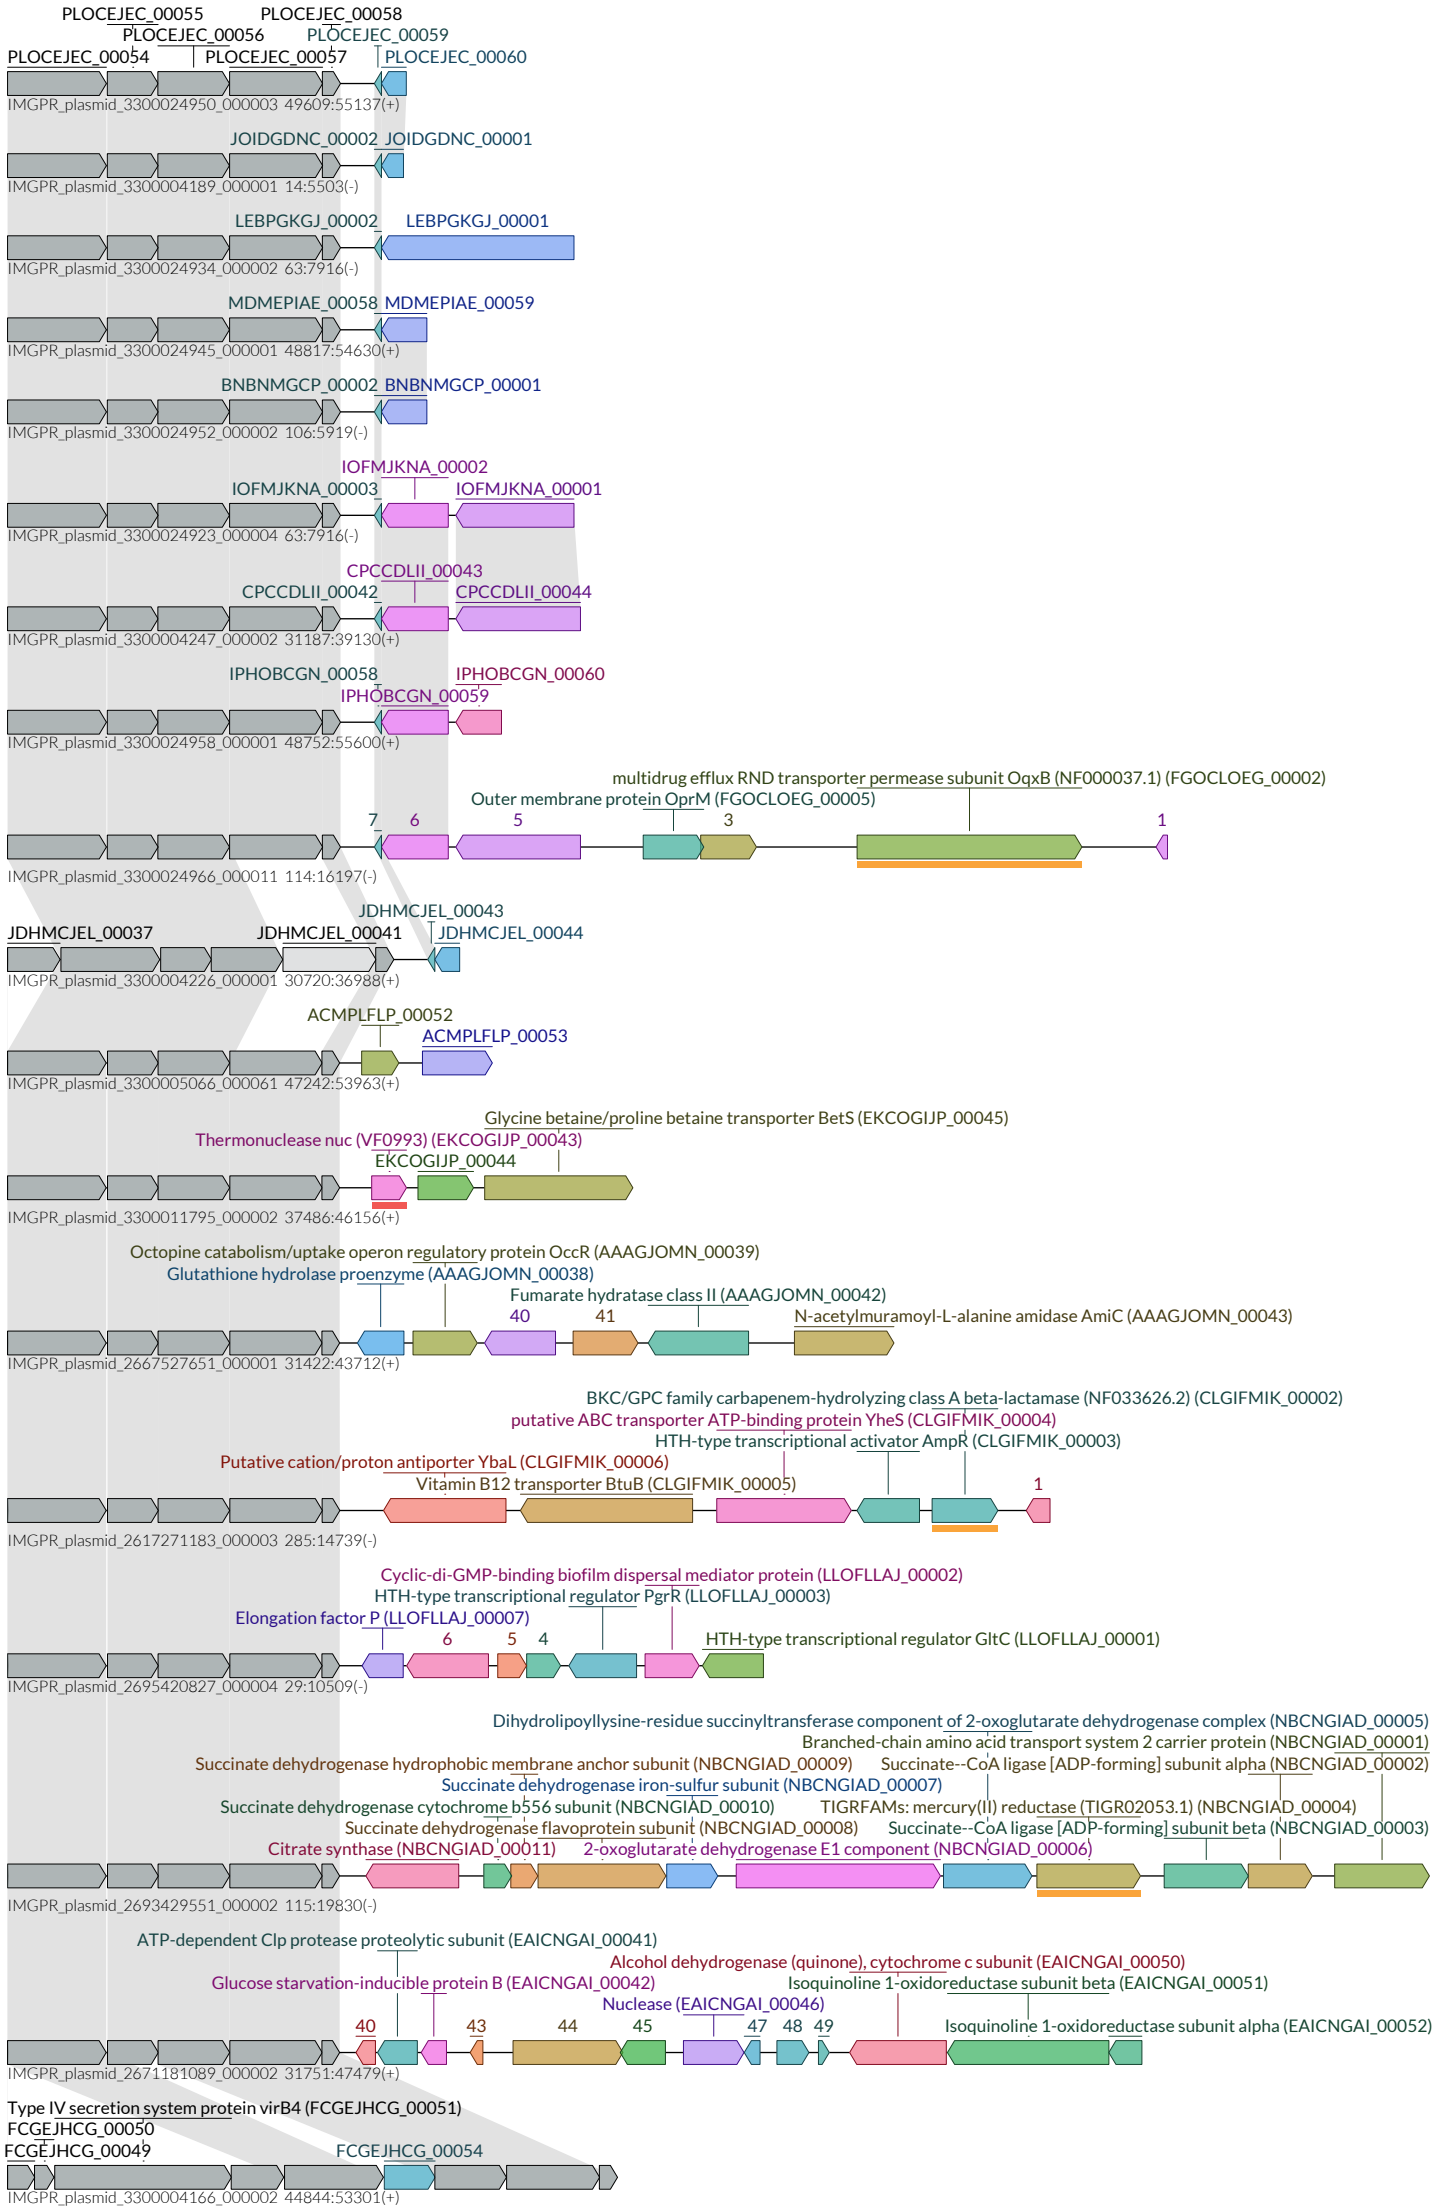 PLOCEJEC_00055 PLOCEJEC_00058
PLOCEJEC_00056 PLOCEJEC_00059
PLOCEJEC_00054 PLOCEJEC_00057 PLOCEJEC_00060
IMGPR_plasmid_3300024950_000003 49609:55137(+)
JOIDGDNC_00002 JOIDGDNC_00001
IMGPR_plasmid_3300004189_000001 14:5503(-)
LEBPGKGJ_00002 LEBPGKGJ_00001
IMGPR_plasmid_3300024934_000002 63:7916(-)
MDMEPIAE_00058 MDMEPIAE_00059
IMGPR_plasmid_3300024945_000001 48817:54630(+)
BNBNMGCP_00002 BNBNMGCP_00001
IMGPR_plasmid_3300024952_000002 106:5919(-)
IOFMJKNA_00002
IOFMJKNA_00003 IOFMJKNA_00001
IMGPR_plasmid_3300024923_000004 63:7916(-)
CPCCDLII_00043
CPCCDLII_00042 CPCCDLII_00044
IMGPR_plasmid_3300004247_000002 31187:39130(+)
IPHOBCGN_00058 IPHOBCGN_00060
IPHOBCGN_00059
IMGPR_plasmid_3300024958_000001 48752:55600(+)
multidrug efflux RND transporter permease subunit OqxB (NF000037.1) (FGOCLOEG_00002)
Outer membrane protein OprM (FGOCLOEG_00005)
7 6 5 3 1
IMGPR_plasmid_3300024966_000011 114:16197(-)
JDHMCJEL_00043
JDHMCJEL_00037 JDHMCJEL_00041 JDHMCJEL_00044
IMGPR_plasmid_3300004226_000001 30720:36988(+)
ACMPLFLP_00052
ACMPLFLP_00053
IMGPR_plasmid_3300005066_000061 47242:53963(+)
Glycine betaine/proline betaine transporter BetS (EKCOGIJP_00045)
Thermonuclease nuc (VF0993) (EKCOGIJP_00043)
EKCOGIJP_00044
IMGPR_plasmid_3300011795_000002 37486:46156(+)
Octopine catabolism/uptake operon regulatory protein OccR (AAAGJOMN_00039)
Glutathione hydrolase proenzyme (AAAGJOMN_00038)
Fumarate hydratase class II (AAAGJOMN_00042)
40 41 N-acetylmuramoyl-L-alanine amidase AmiC (AAAGJOMN_00043)
IMGPR_plasmid_2667527651_000001 31422:43712(+)
BKC/GPC family carbapenem-hydrolyzing class A beta-lactamase (NF033626.2) (CLGIFMIK_00002)
putative ABC transporter ATP-binding protein YheS (CLGIFMIK_00004)
HTH-type transcriptional activator AmpR (CLGIFMIK_00003)
Putative cation/proton antiporter YbaL (CLGIFMIK_00006)
Vitamin B12 transporter BtuB (CLGIFMIK_00005) 1
IMGPR_plasmid_2617271183_000003 285:14739(-)
Cyclic-di-GMP-binding biofilm dispersal mediator protein (LLOFLLAJ_00002)
HTH-type transcriptional regulator PgrR (LLOFLLAJ_00003)
Elongation factor P (LLOFLLAJ_00007)
6 5 4 HTH-type transcriptional regulator GltC (LLOFLLAJ_00001)
IMGPR_plasmid_2695420827_000004 29:10509(-)
Dihydrolipoyllysine-residue succinyltransferase component of 2-oxoglutarate dehydrogenase complex (NBCNGIAD_00005)
Branched-chain amino acid transport system 2 carrier protein (NBCNGIAD_00001)
Succinate dehydrogenase hydrophobic membrane anchor subunit (NBCNGIAD_00009) Succinate--CoA ligase [ADP-forming] subunit alpha (NBCNGIAD_00002)
Succinate dehydrogenase iron-sulfur subunit (NBCNGIAD_00007)
Succinate dehydrogenase cytochrome b556 subunit (NBCNGIAD_00010) TIGRFAMs: mercury(II) reductase (TIGR02053.1) (NBCNGIAD_00004)
Succinate dehydrogenase flavoprotein subunit (NBCNGIAD_00008) Succinate--CoA ligase [ADP-forming] subunit beta (NBCNGIAD_00003)
Citrate synthase (NBCNGIAD_00011) 2-oxoglutarate dehydrogenase E1 component (NBCNGIAD_00006)
IMGPR_plasmid_2693429551_000002 115:19830(-)
ATP-dependent Clp protease proteolytic subunit (EAICNGAI_00041)
Alcohol dehydrogenase (quinone), cytochrome c subunit (EAICNGAI_00050)
Glucose starvation-inducible protein B (EAICNGAI_00042) Isoquinoline 1-oxidoreductase subunit beta (EAICNGAI_00051)
Nuclease (EAICNGAI_00046)
40 43 44 45 47 48 49 Isoquinoline 1-oxidoreductase subunit alpha (EAICNGAI_00052)
IMGPR_plasmid_2671181089_000002 31751:47479(+)
Type IV secretion system protein virB4 (FCGEJHCG_00051)
FCGEJHCG_00050
FCGEJHCG_00049 FCGEJHCG_00054
IMGPR_plasmid_3300004166_000002 44844:53301(+)